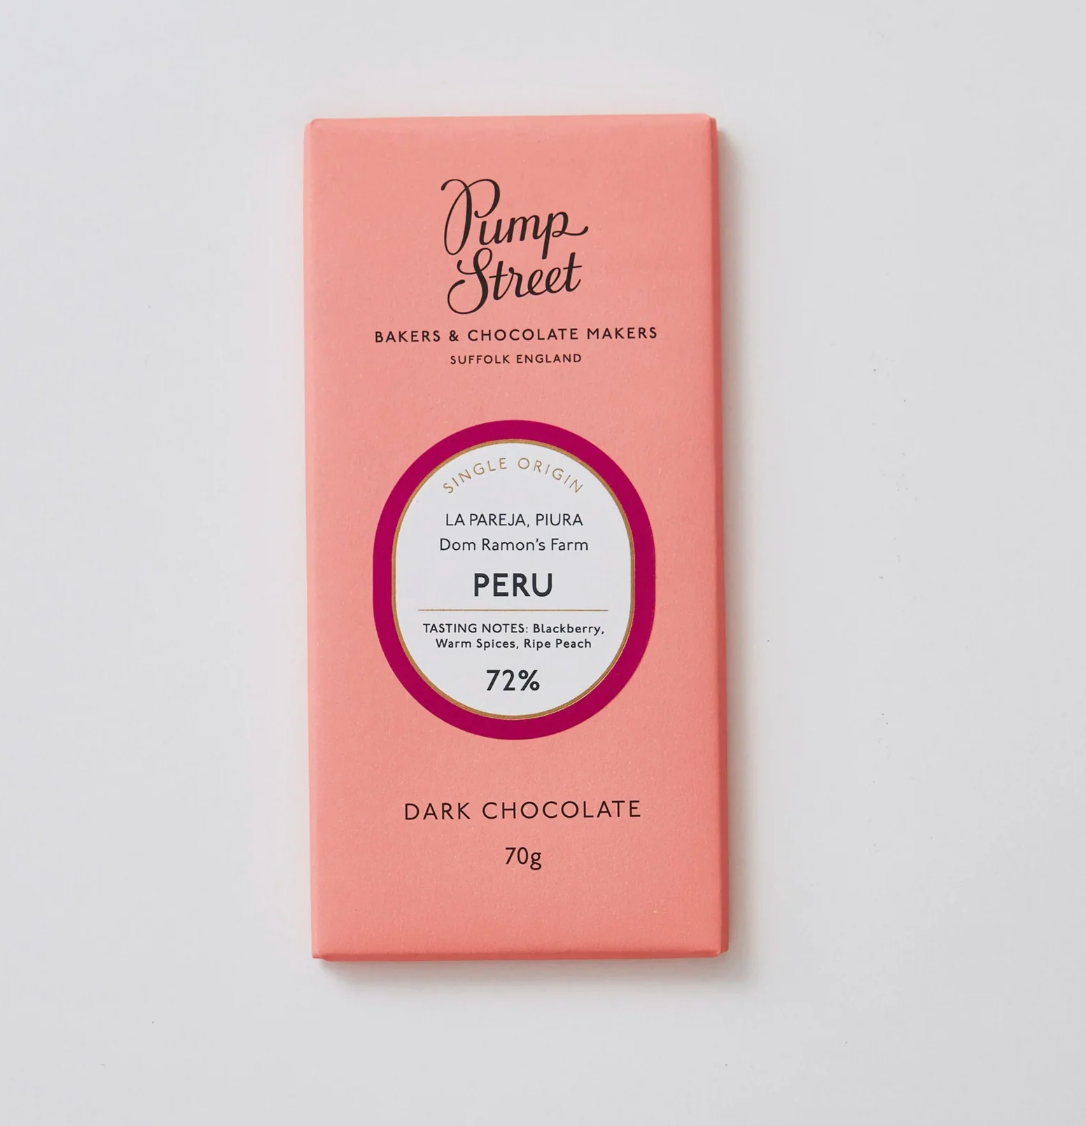 Pump
Street
BAKERS & CHOCOLATE MAKERS
SUFFOLK ENGLAND
SINGLE ORIGIN
LA PAREJA, PIURA
Dom Ramon's Farm
PERU
TASTING NOTES: Blackberry,
Warm Spices, Ripe Peach
72%
DARK CHOCOLATE
70g